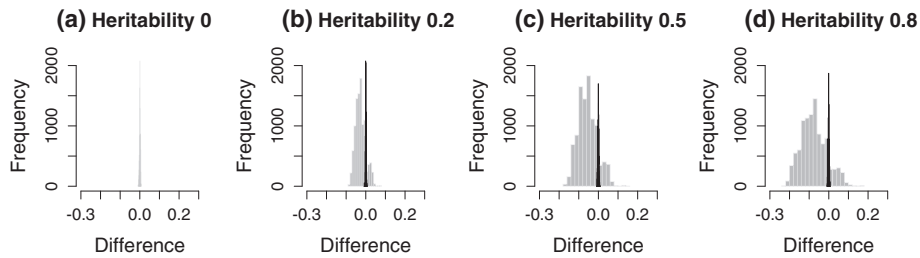 (a) Heritability 0
(b) Heritability 0.2
(c) Heritability 0.5
(d) Heritability 0.8
Frequency
0 1000 2000
-0.3 0.0 0.2
Difference
Frequency
0 1000 2000
-0.3 0.0 0.2
Difference
Frequency
0 1000 2000
-0.3 0.0 0.2
Difference
Frequency
0 1000 2000
-0.3 0.0 0.2
Difference